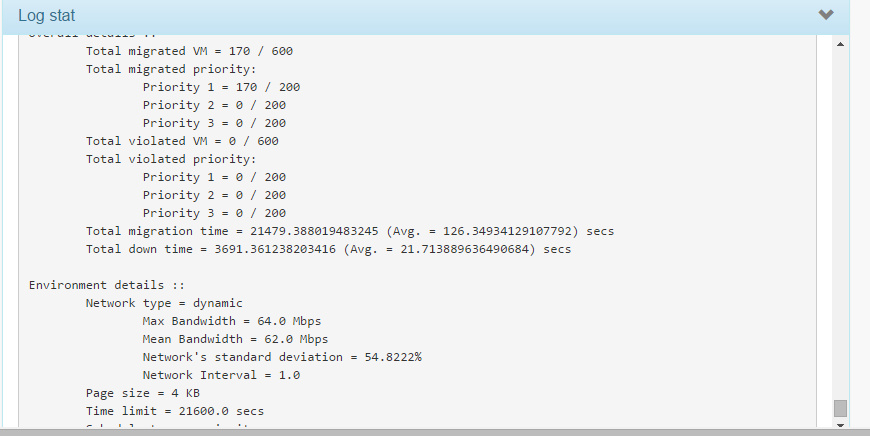 Log stat
Total migrated VM = 170 / 600
Total migrated priority:
Priority 1 = 170 / 200
Priority 2 = 0 / 200
Priority 3 = 0 / 200
Total violated VM = 0 / 600
Total violated priority:
Priority 1 = 0 / 200
Priority 2 = 0 / 200
Priority 3 = 0 / 200
Total migration time = 21479.388019483245 (Avg. = 126.34934129107792) secs
Total down time = 3691.361238203416 (Avg. = 21.713889636490684) secs
Environment details ::
Network type = dynamic
Max Bandwidth = 64.0 Mbps
Mean Bandwidth = 62.0 Mbps
Network's standard deviation = 54.8222%
Network Interval = 1.0
Page size = 4 KB
Time limit = 21600.0 secs